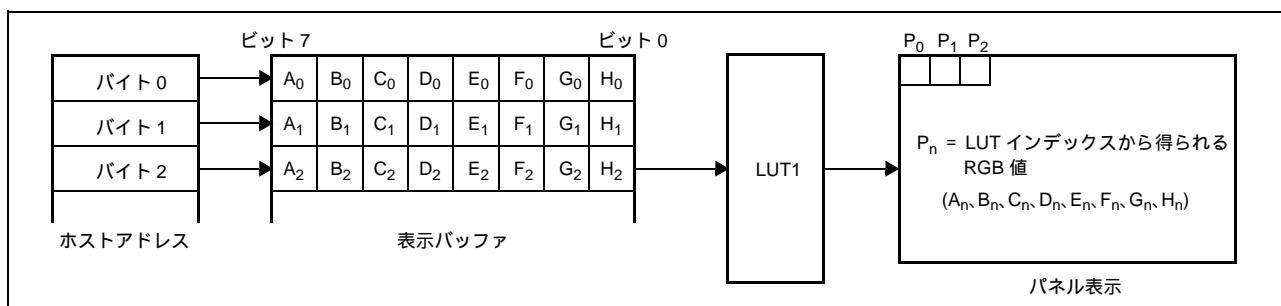 ビット 7 ビット 0
P0 P1 P2
バイト 0 A0 B0 C0 D0 E0 F0 G0 H0
バイト 1 A1 B1 C1 D1 E1 F1 G1 H1
バイト 2 A2 B2 C2 D2 E2 F2 G2 H2
LUT1
Pn = LUT インデックスから得られる
RGB 値
(An、Bn、Cn、Dn、En、Fn、Gn、Hn)
ホストアドレス
表示バッファ
パネル表示